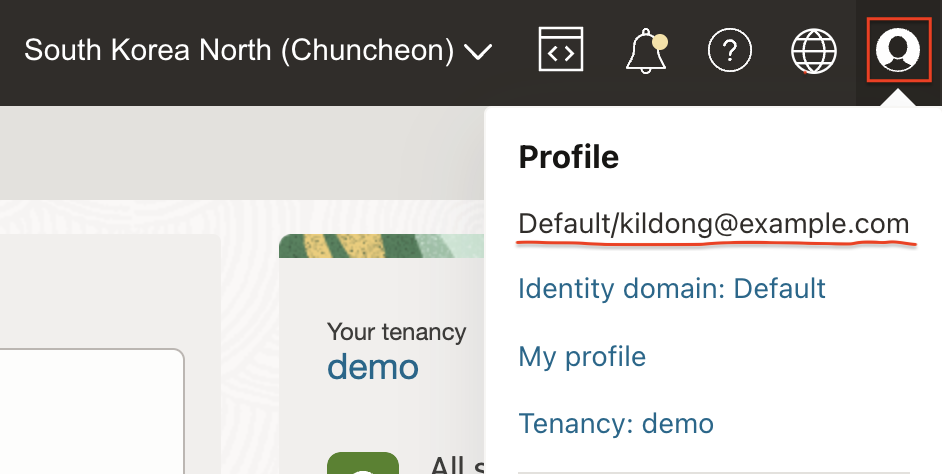 South Korea North (Chuncheon)
Profile
Default/kildong@example.com
Identity domain: Default
My profile
Tenancy: demo
Your tenancy
demo
All s